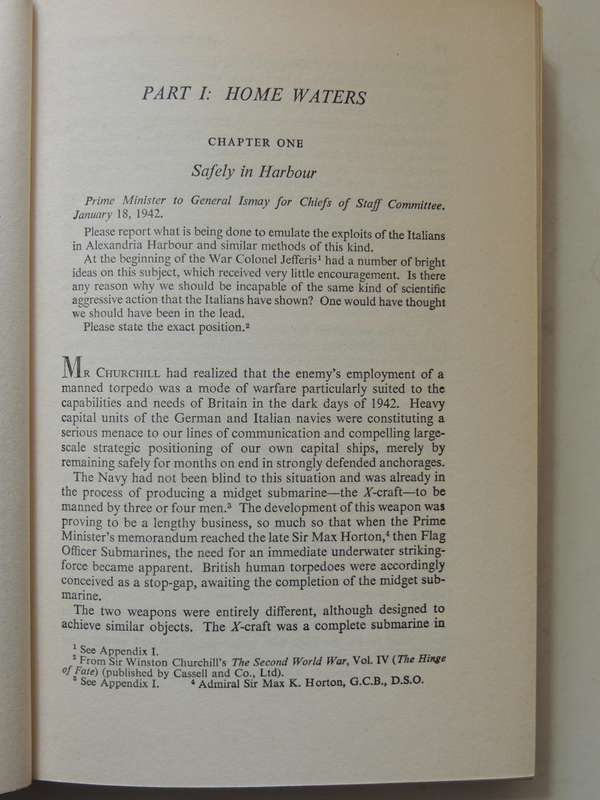 PART I: HOME WATERS
CHAPTER ONE
Safely in Harbour
Prime Minister to General Ismay for Chiefs of Staff Committee.
January 18, 1942.
Please report what is being done to emulate the exploits of the Italians
in Alexandria Harbour and similar methods of this kind.
At the beginning of the War Colonel Jefferis¹ had a number of bright
ideas on this subject, which received very little encouragement. Is there
any reason why we should be incapable of the same kind of scientific
aggressive action that the Italians have shown? One would have thought
we should have been in the lead.
Please state the exact position.²
MR CHURCHILL had realized that the enemy's employment of a
manned torpedo was a mode of warfare particularly suited to the
capabilities and needs of Britain in the dark days of 1942. Heavy
capital units of the German and Italian navies were constituting a
serious menace to our lines of communication and compelling large-
scale strategic positioning of our own capital ships, merely by
remaining safely for months on end in strongly defended anchorages.
The Navy had not been blind to this situation and was already in
the process of producing a midget submarine—the X-craft—to be
manned by three or four men.³ The development of this weapon was
proving to be a lengthy business, so much so that when the Prime
Minister's memorandum reached the late Sir Max Horton,⁴ then Flag
Officer Submarines, the need for an immediate underwater striking-
force became apparent. British human torpedoes were accordingly
conceived as a stop-gap, awaiting the completion of the midget sub-
marine.
The two weapons were entirely different, although designed to
achieve similar objects. The X-craft was a complete submarine in
¹ See Appendix I.
² From Sir Winston Churchill's The Second World War, Vol. IV (The Hinge
of Fate) (published by Cassell and Co., Ltd).
³ See Appendix I. ⁴ Admiral Sir Max K. Horton, G.C.B., D.S.O.